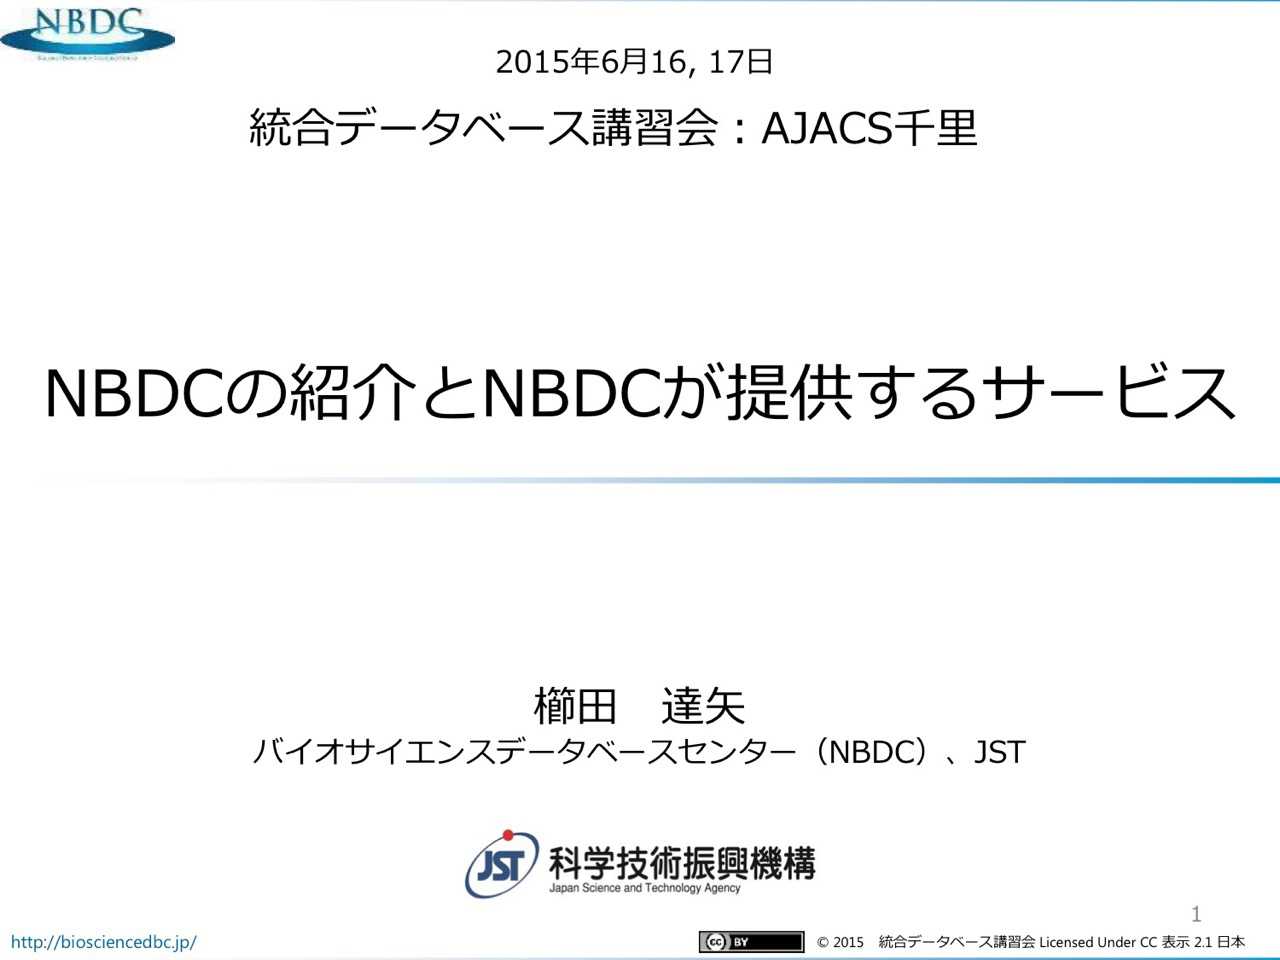 NBDC
2015年6月16, 17日
統合データベース講習会：AJACS千里
NBDCの紹介とNBDCが提供するサービス
櫛田　達矢
バイオサイエンスデータベースセンター（NBDC）、JST
JST 科学技術振興機構
Japan Science and Technology Agency
1
http://biosciencedbc.jp/
cc BY © 2015　統合データベース講習会 Licensed Under CC 表示 2.1 日本